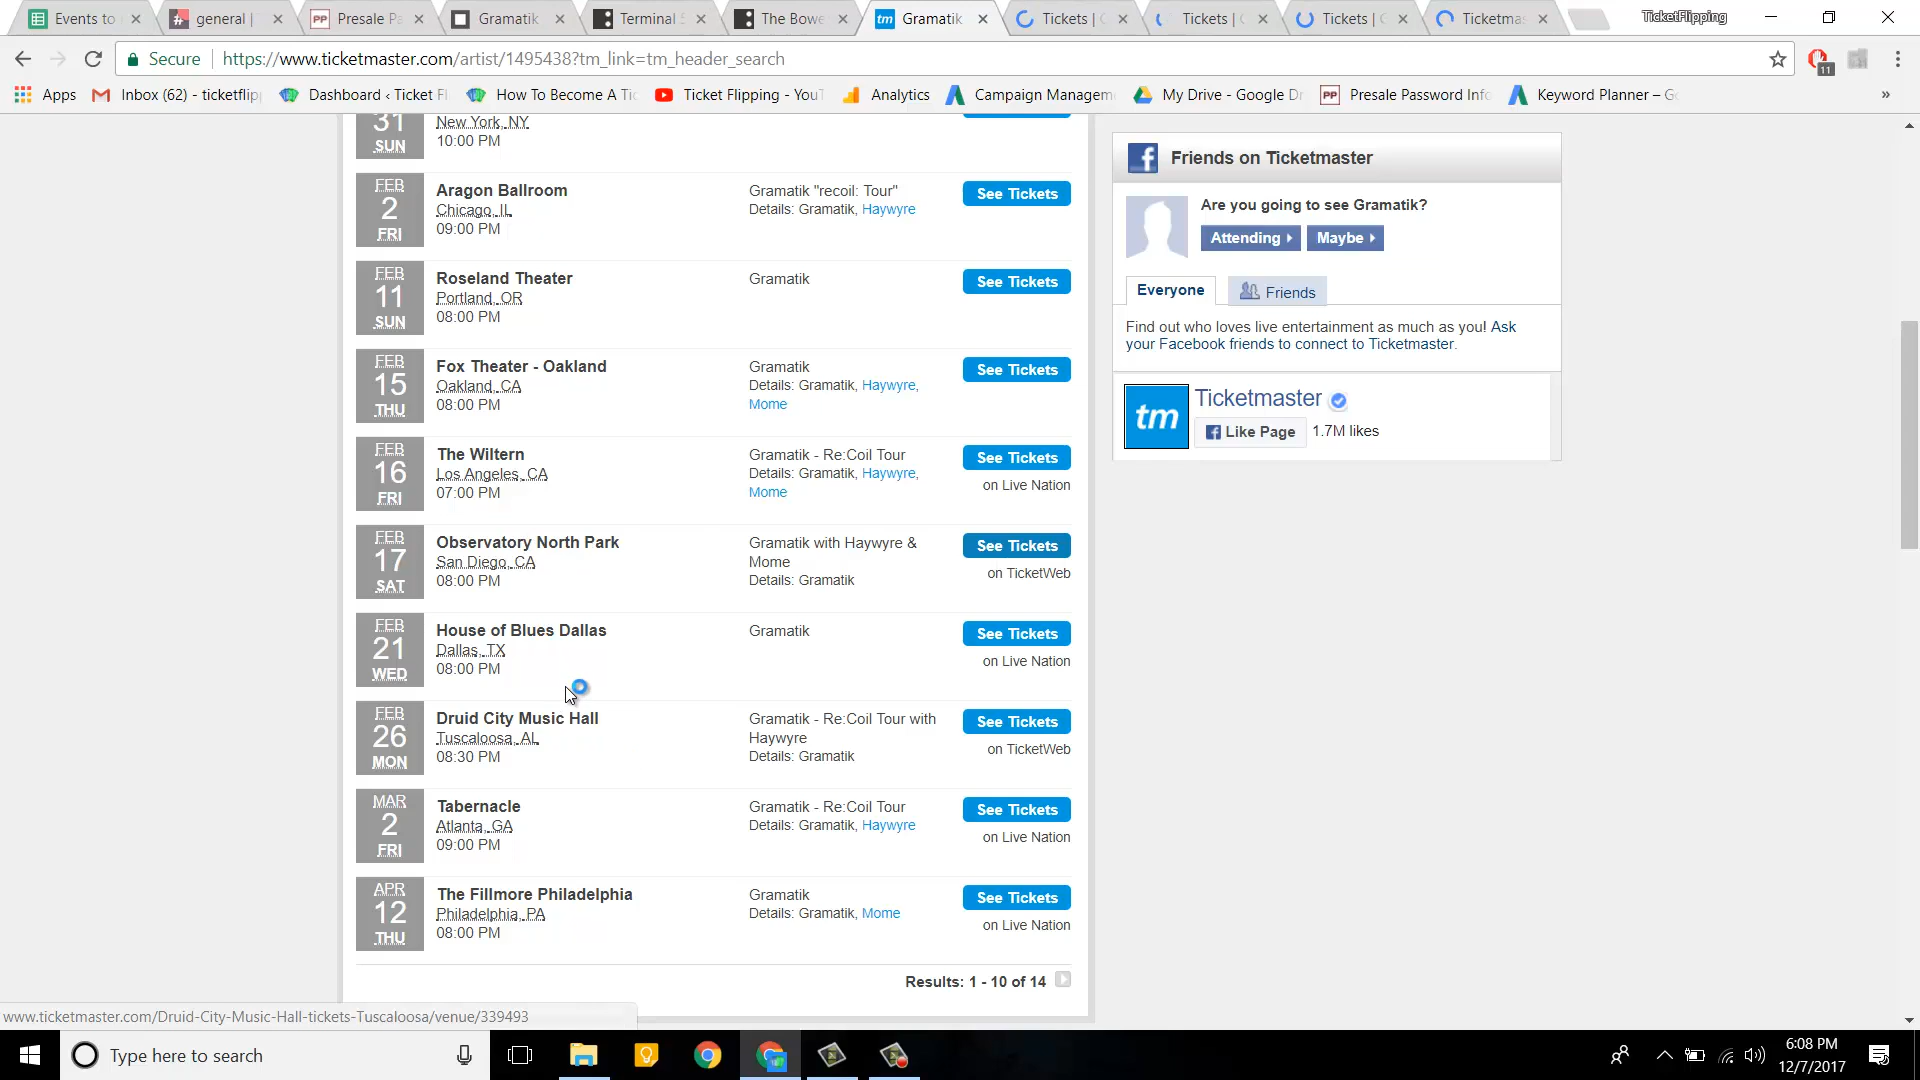 Events to
general |
Presale Pa
Gramatik
Terminal 5
The Bowe
tm Gramatik
Tickets | G
Tickets | G
Tickets | G
Ticketmas
TicketFlipping
Secure
https://www.ticketmaster.com/artist/1495438?tm_link=tm_header_search
11
Apps
Inbox (62) - ticketflip
Dashboard ‹ Ticket Fl
How To Become A Tic
Ticket Flipping - YouT
Analytics
Campaign Managem
My Drive - Google Dr
PP Presale Password Info
Keyword Planner – Go
»
31
SUN
New York, NY
10:00 PM
FEB
2
FRI
Aragon Ballroom
Chicago, IL
09:00 PM
Gramatik "recoil: Tour"
Details: Gramatik, Haywyre
See Tickets
FEB
11
SUN
Roseland Theater
Portland, OR
08:00 PM
Gramatik
See Tickets
FEB
15
THU
Fox Theater - Oakland
Oakland, CA
08:00 PM
Gramatik
Details: Gramatik, Haywyre,
Mome
See Tickets
FEB
16
FRI
The Wiltern
Los Angeles, CA
07:00 PM
Gramatik - Re:Coil Tour
Details: Gramatik, Haywyre,
Mome
See Tickets
on Live Nation
FEB
17
SAT
Observatory North Park
San Diego, CA
08:00 PM
Gramatik with Haywyre &
Mome
Details: Gramatik
See Tickets
on TicketWeb
FEB
21
WED
House of Blues Dallas
Dallas, TX
08:00 PM
Gramatik
See Tickets
on Live Nation
FEB
26
MON
Druid City Music Hall
Tuscaloosa, AL
08:30 PM
Gramatik - Re:Coil Tour with
Haywyre
Details: Gramatik
See Tickets
on TicketWeb
MAR
2
FRI
Tabernacle
Atlanta, GA
09:00 PM
Gramatik - Re:Coil Tour
Details: Gramatik, Haywyre
See Tickets
on Live Nation
APR
12
THU
The Fillmore Philadelphia
Philadelphia, PA
08:00 PM
Gramatik
Details: Gramatik, Mome
See Tickets
on Live Nation
Results: 1 - 10 of 14
Friends on Ticketmaster
Are you going to see Gramatik?
Attending
Maybe
Everyone
Friends
Find out who loves live entertainment as much as you! Ask
your Facebook friends to connect to Ticketmaster.
tm
Ticketmaster
Like Page
1.7M likes
www.ticketmaster.com/Druid-City-Music-Hall-tickets-Tuscaloosa/venue/339493
Type here to search
6:08 PM
12/7/2017